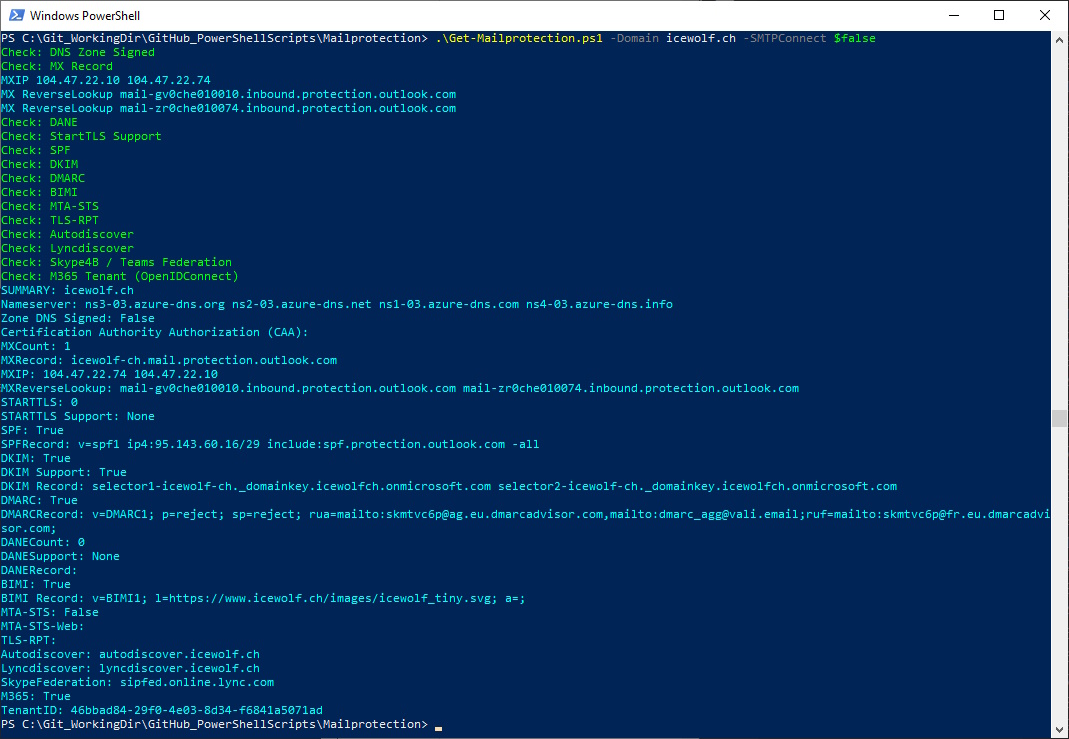 Windows PowerShell
PS C:\Git_WorkingDir\GitHub_PowerShellScripts\Mailprotection> .\Get-Mailprotection.ps1 -Domain icewolf.ch -SMTPConnect $false
Check: DNS Zone Signed
Check: MX Record
MXIP 104.47.22.10 104.47.22.74
MX ReverseLookup mail-gv0che010010.inbound.protection.outlook.com
MX ReverseLookup mail-zr0che010074.inbound.protection.outlook.com
Check: DANE
Check: StartTLS Support
Check: SPF
Check: DKIM
Check: DMARC
Check: BIMI
Check: MTA-STS
Check: TLS-RPT
Check: Autodiscover
Check: Lyncdiscover
Check: Skype4B / Teams Federation
Check: M365 Tenant (OpenIDConnect)
SUMMARY: icewolf.ch
Nameserver: ns3-03.azure-dns.org ns2-03.azure-dns.net ns1-03.azure-dns.com ns4-03.azure-dns.info
Zone DNS Signed: False
Certification Authority Authorization (CAA):
MXCount: 1
MXRecord: icewolf-ch.mail.protection.outlook.com
MXIP: 104.47.22.74 104.47.22.10
MXReverseLookup: mail-gv0che010010.inbound.protection.outlook.com mail-zr0che010074.inbound.protection.outlook.com
STARTTLS: 0
STARTTLS Support: None
SPF: True
SPFRecord: v=spf1 ip4:95.143.60.16/29 include:spf.protection.outlook.com -all
DKIM: True
DKIM Support: True
DKIM Record: selector1-icewolf-ch._domainkey.icewolfch.onmicrosoft.com selector2-icewolf-ch._domainkey.icewolfch.onmicrosoft.com
DMARC: True
DMARCRecord: v=DMARC1; p=reject; sp=reject; rua=mailto:skmtvc6p@ag.eu.dmarcadvisor.com,mailto:dmarc_agg@vali.email;ruf=mailto:skmtvc6p@fr.eu.dmarcadvi
sor.com;
DANECount: 0
DANESupport: None
DANERecord:
BIMI: True
BIMI Record: v=BIMI1; l=https://www.icewolf.ch/images/icewolf_tiny.svg; a=;
MTA-STS: False
MTA-STS-Web:
TLS-RPT:
Autodiscover: autodiscover.icewolf.ch
Lyncdiscover: lyncdiscover.icewolf.ch
SkypeFederation: sipfed.online.lync.com
M365: True
TenantID: 46bbad84-29f0-4e03-8d34-f6841a5071ad
PS C:\Git_WorkingDir\GitHub_PowerShellScripts\Mailprotection>